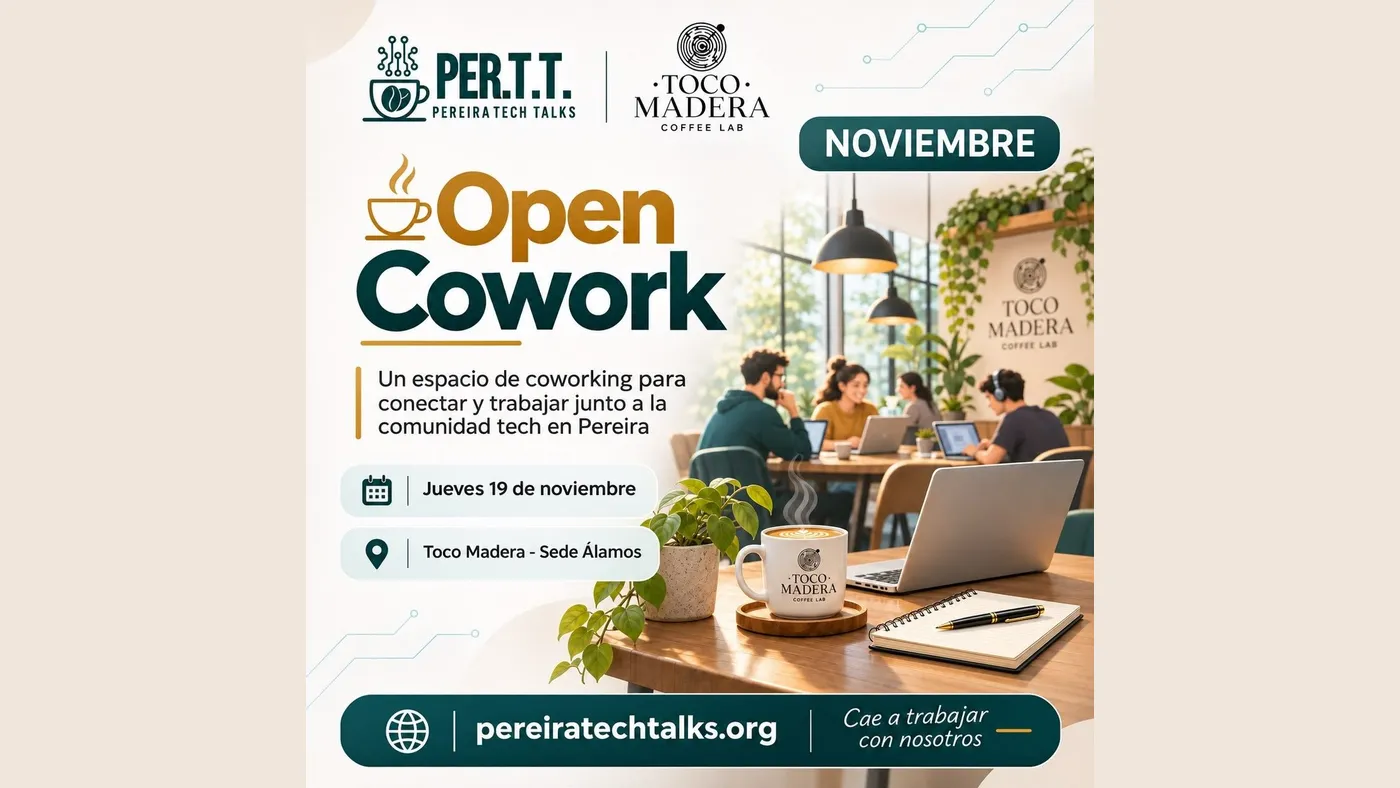 PER.T.T.
PEREIRA TECH TALKS
·TOCO·
MADERA
COFFEE LAB
NOVIEMBRE
Open
Cowork
Un espacio de coworking para
conectar y trabajar junto a la
comunidad tech en Pereira
Jueves 19 de noviembre
Toco Madera - Sede Álamos
TOCO
MADERA
COFFEE LAB
·TOCO·
MADERA
COFFEE LAB
pereiratechtalks.org
Cae a trabajar
con nosotros